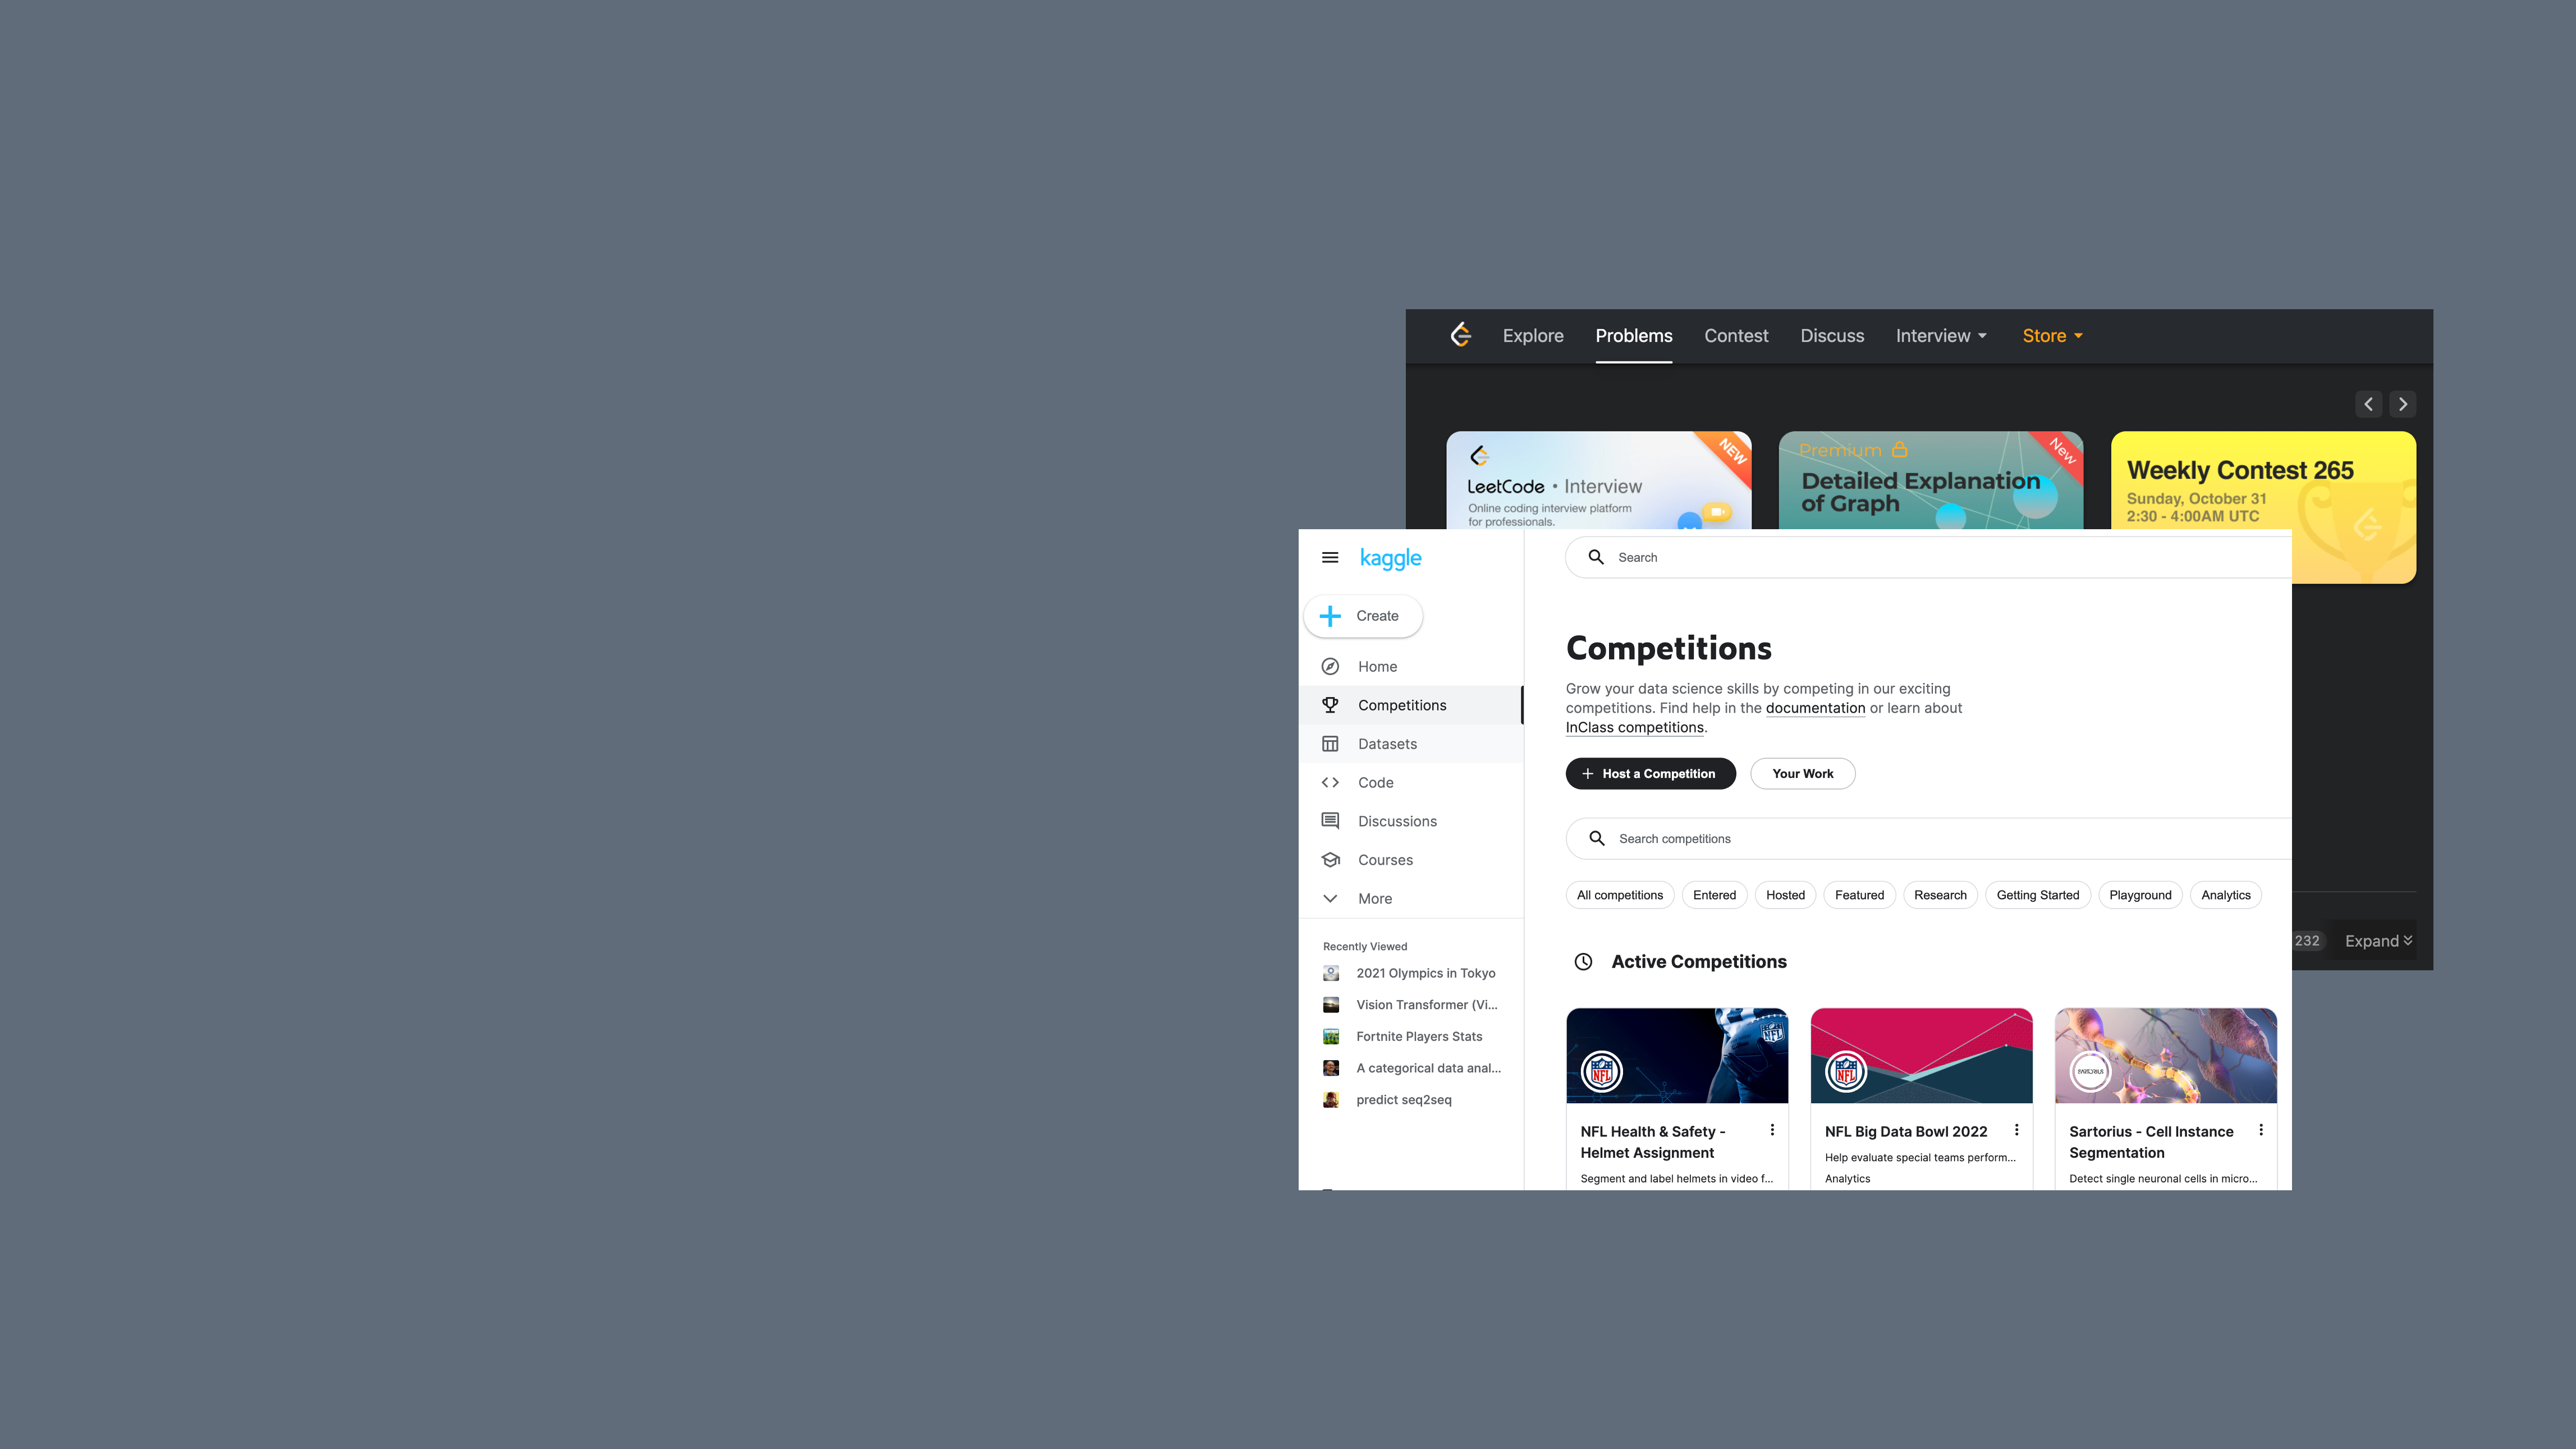 Explore Problems Contest Discuss Interview Store
LeetCode • Interview
Online coding interview platform
for professionals.
NEW
Premium
Detailed Explanation
of Graph
New
Weekly Contest 265
Sunday, October 31
2:30 - 4:00AM UTC
232 Expand
kaggle
Create
Home
Competitions
Datasets
Code
Discussions
Courses
More
Recently Viewed
2021 Olympics in Tokyo
Vision Transformer (Vi...
Fortnite Players Stats
A categorical data anal...
predict seq2seq
Search
Competitions
Grow your data science skills by competing in our exciting
competitions. Find help in the documentation or learn about
InClass competitions.
Host a Competition Your Work
Search competitions
All competitions Entered Hosted Featured Research Getting Started Playground Analytics
Active Competitions
NFL
NFL
NFL Health & Safety -
Helmet Assignment
Segment and label helmets in video f...
NFL
NFL Big Data Bowl 2022
Help evaluate special teams perform...
Analytics
SARTORIUS
Sartorius - Cell Instance
Segmentation
Detect single neuronal cells in micro...